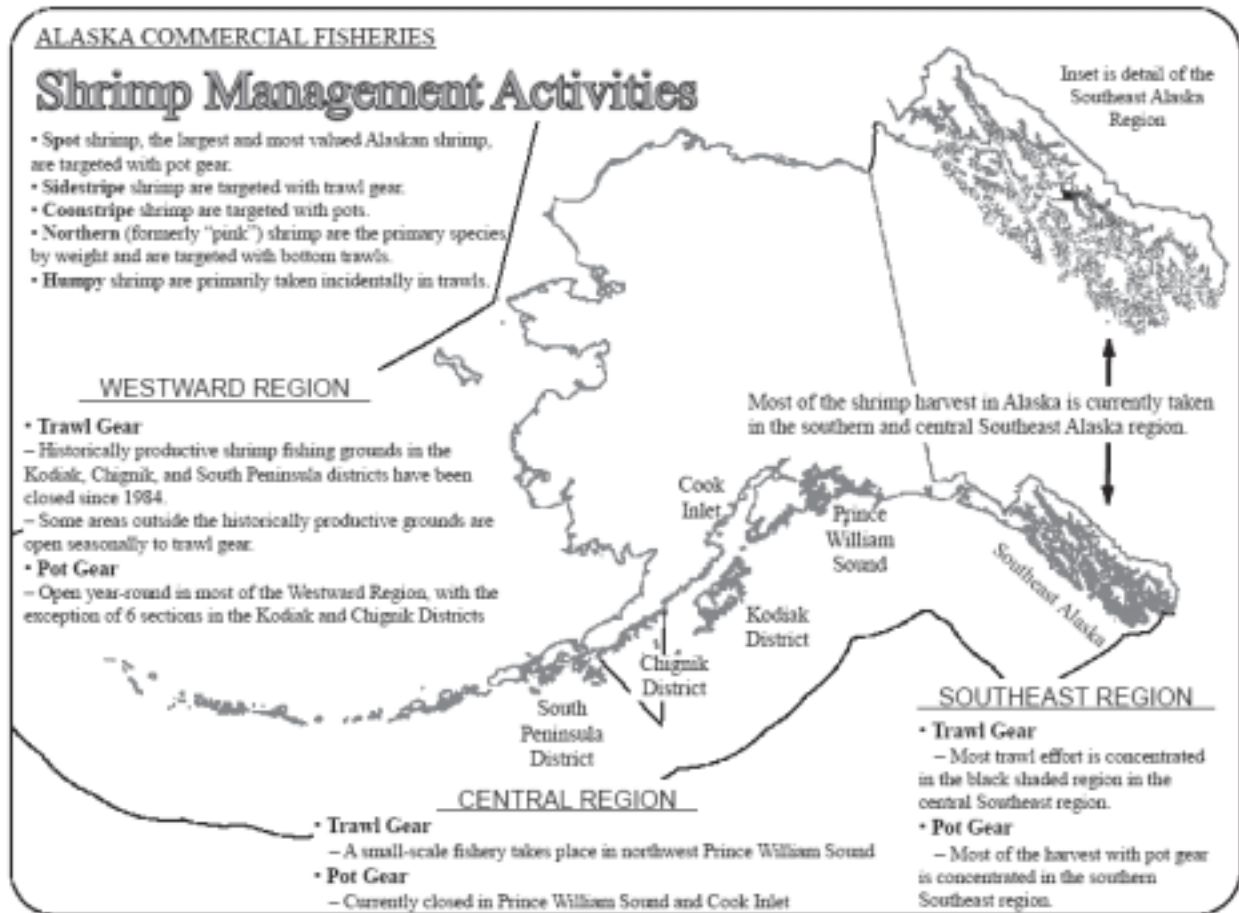 ALASKA COMMERCIAL FISHERIES
Shrimp Management Activities
• Spot shrimp, the largest and most valued Alaskan shrimp,
are targeted with pot gear.
• Sidestripe shrimp are targeted with trawl gear.
• Coonstripe shrimp are targeted with pots.
• Northern (formerly "pink") shrimp are the primary species
by weight and are targeted with bottom trawls.
• Humpy shrimp are primarily taken incidentally in trawls.
Inset is detail of the
Southeast Alaska
Region
WESTWARD REGION
• Trawl Gear
– Historically productive shrimp fishing grounds in the
Kodiak, Chignik, and South Peninsula districts have been
closed since 1984.
– Some areas outside the historically productive grounds are
open seasonally to trawl gear.
• Pot Gear
– Open year-round in most of the Westward Region, with the
exception of 6 sections in the Kodiak and Chignik Districts
Most of the shrimp harvest in Alaska is currently taken
in the southern and central Southeast Alaska region.
Cook
Inlet
Prince
William
Sound
Southeast Alaska
Kodiak
District
Chignik
District
South
Peninsula
District
CENTRAL REGION
• Trawl Gear
– A small-scale fishery takes place in northwest Prince William Sound
• Pot Gear
– Currently closed in Prince William Sound and Cook Inlet
SOUTHEAST REGION
• Trawl Gear
– Most trawl effort is concentrated
in the black shaded region in the
central Southeast region.
• Pot Gear
– Most of the harvest with pot gear
is concentrated in the southern
Southeast region.